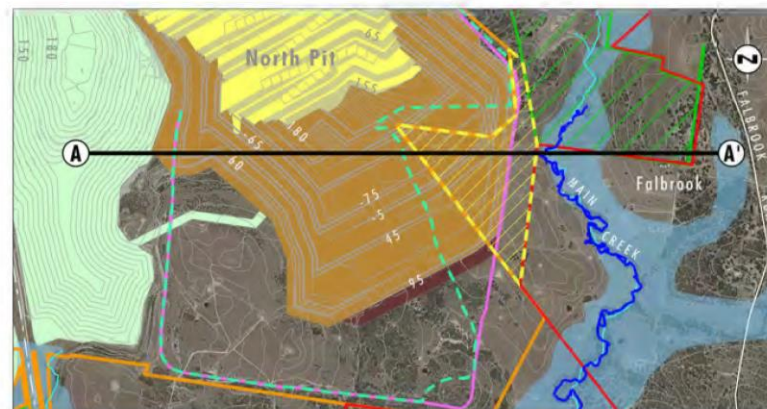 150
180
North Pit
-65
-155
Z
FALBROOK
180
-65
60
A
A'
Falbrook
MAIN
CREEK
-75
-5
45
95